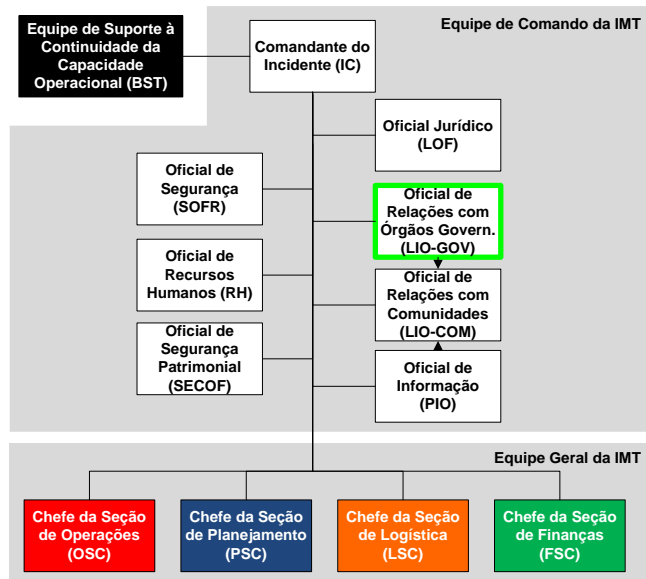 Equipe de Suporte à
Continuidade da
Capacidade
Operacional (BST)
Comandante do
Incidente (IC)
Equipe de Comando da IMT
Oficial Jurídico
(LOF)
Oficial de
Segurança
(SOFR)
Oficial de
Relações com
Órgãos Govern.
(LIO-GOV)
Oficial de
Recursos
Humanos (RH)
Oficial de
Relações com
Comunidades
(LIO-COM)
Oficial de
Segurança
Patrimonial
(SECOF)
Oficial de
Informação
(PIO)
Equipe Geral da IMT
Chefe da Seção
de Operações
(OSC)
Chefe da Seção
de Planejamento
(PSC)
Chefe da Seção
de Logística
(LSC)
Chefe da Seção
de Finanças
(FSC)